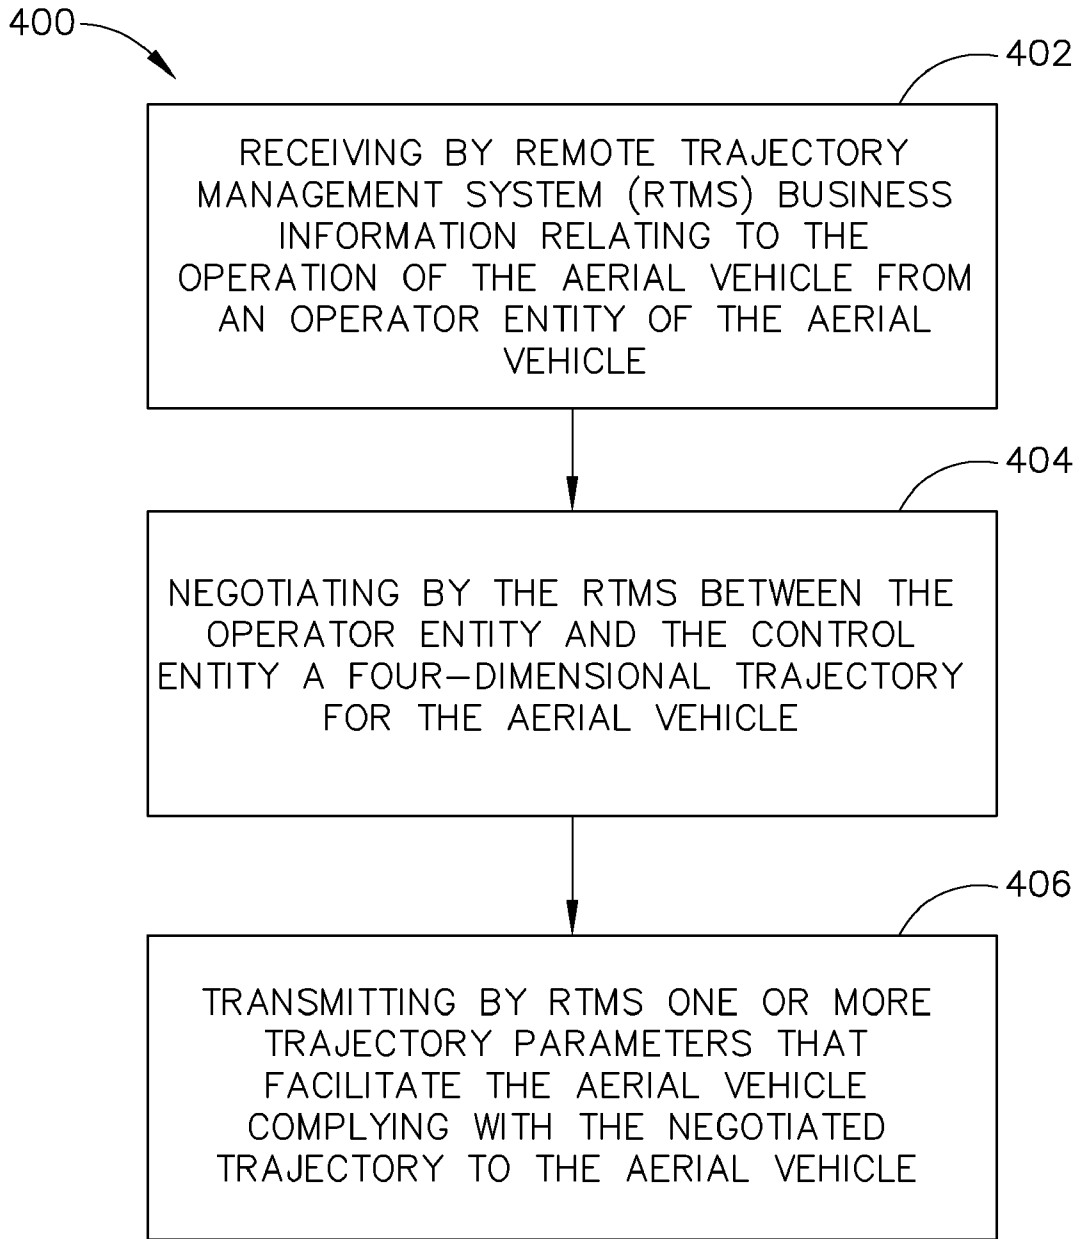 400
402
RECEIVING BY REMOTE TRAJECTORY
MANAGEMENT SYSTEM (RTMS) BUSINESS
INFORMATION RELATING TO THE
OPERATION OF THE AERIAL VEHICLE FROM
AN OPERATOR ENTITY OF THE AERIAL
VEHICLE
404
NEGOTIATING BY THE RTMS BETWEEN THE
OPERATOR ENTITY AND THE CONTROL
ENTITY A FOUR-DIMENSIONAL TRAJECTORY
FOR THE AERIAL VEHICLE
406
TRANSMITTING BY RTMS ONE OR MORE
TRAJECTORY PARAMETERS THAT
FACILITATE THE AERIAL VEHICLE
COMPLYING WITH THE NEGOTIATED
TRAJECTORY TO THE AERIAL VEHICLE